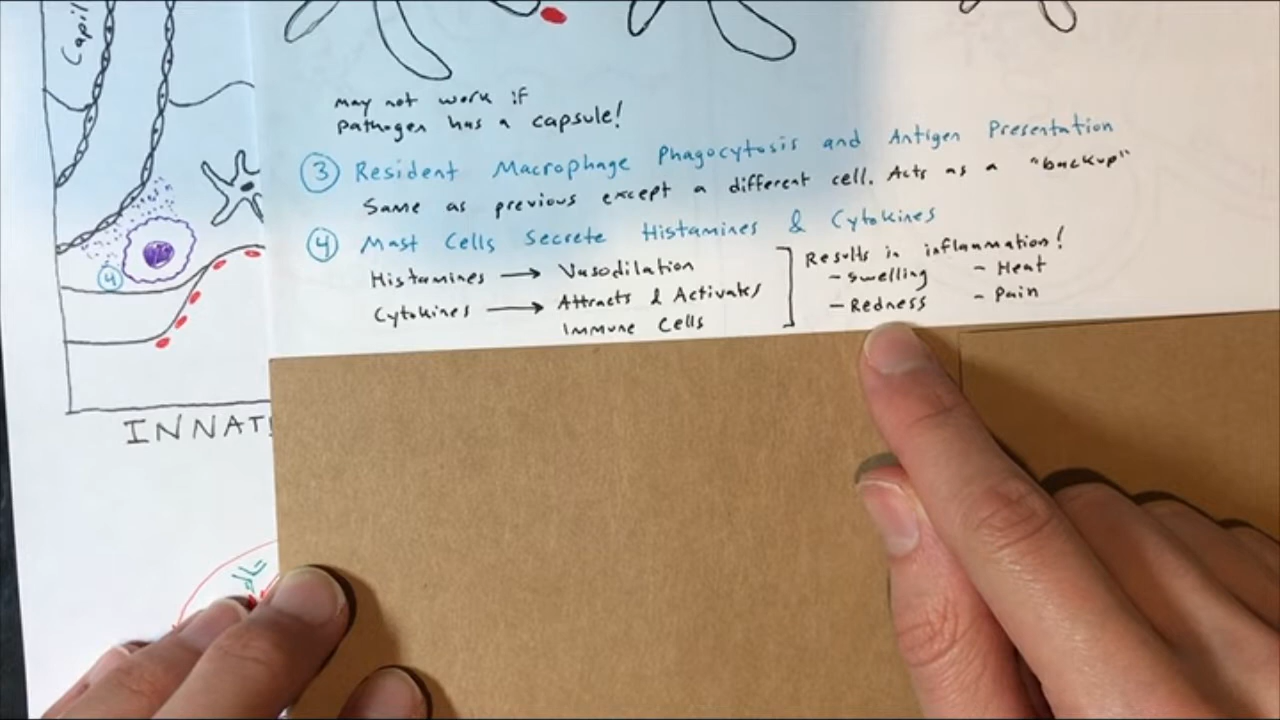 Capil
may not work if
pathogen has a capsule!
3 Resident Macrophage Phagocytosis and Antigen Presentation
Same as previous except a different cell. Acts as a "backup"
4 Mast Cells Secrete Histamines & Cytokines
Histamines → Vasodilation
Cytokines → Attracts & Activates
Immune Cells
Results in inflammation!
- Swelling - Heat
- Redness - Pain
4
INNAT